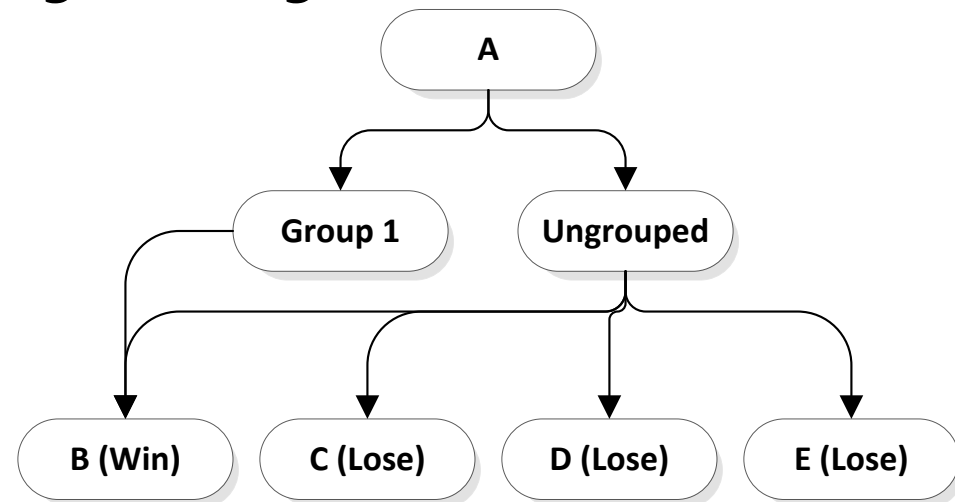 A
Group 1
Ungrouped
B (Win)
C (Lose)
D (Lose)
E (Lose)